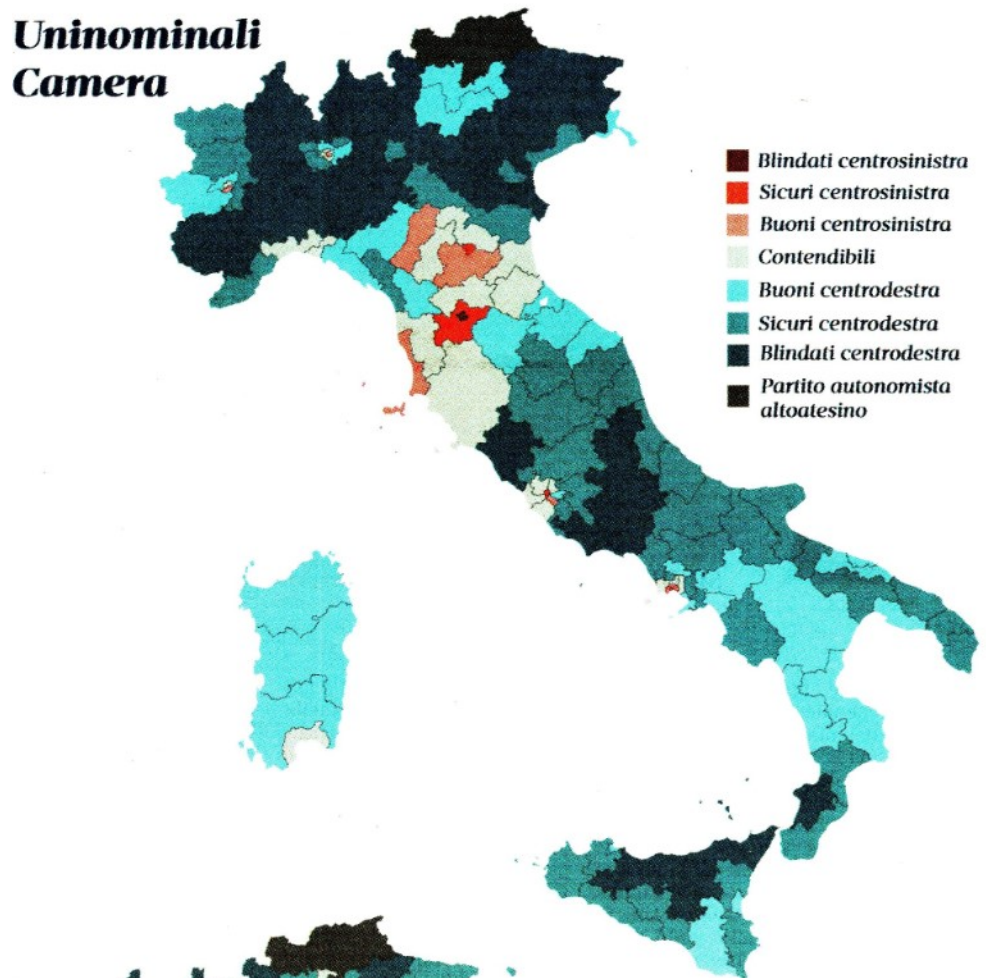 Uninominali
Camera
Blindati centrosinistra
Sicuri centrosinistra
Buoni centrosinistra
Contendibili
Buoni centrodestra
Sicuri centrodestra
Blindati centrodestra
Partito autonomista
altoatesino